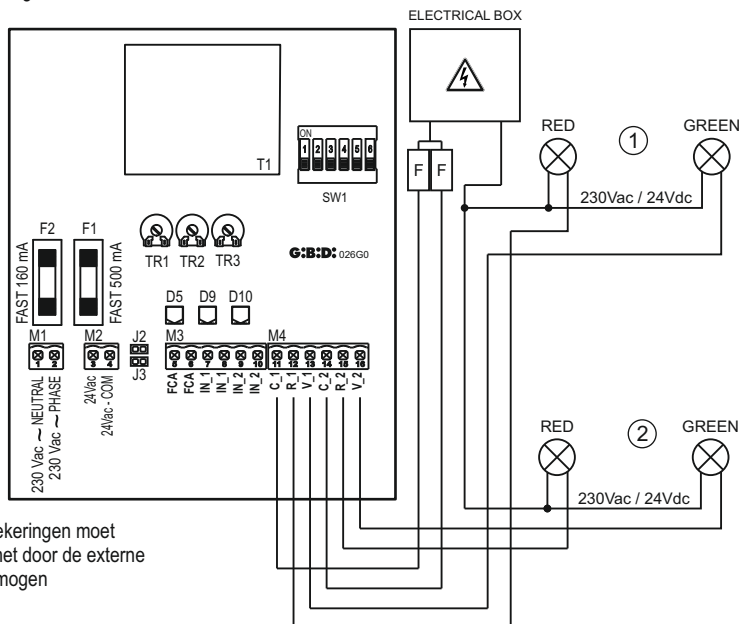 ELECTRICAL BOX
RED
1
GREEN
230Vac / 24Vdc
F F
ON
1 2 3 4 5 6
SW1
T1
F2
F1
FAST 160 mA
FAST 500 mA
TR1 TR2 TR3
G:B:D: 026G0
D5 D9 D10
M1
M2
J2
J3
M3
M4
1 2
3 4
5 6 7 8 9 10
11 12 13 14 15 16
230 Vac ~ NEUTRAL
230 Vac ~ PHASE
24Vac
24Vac - COM
FCA
FCA
IN_1
IN_1
IN_2
IN_2
C_1
R_1
V_1
C_2
R_2
V_2
RED
2
GREEN
230Vac / 24Vdc
ekeringen moet
net door de externe
mogen